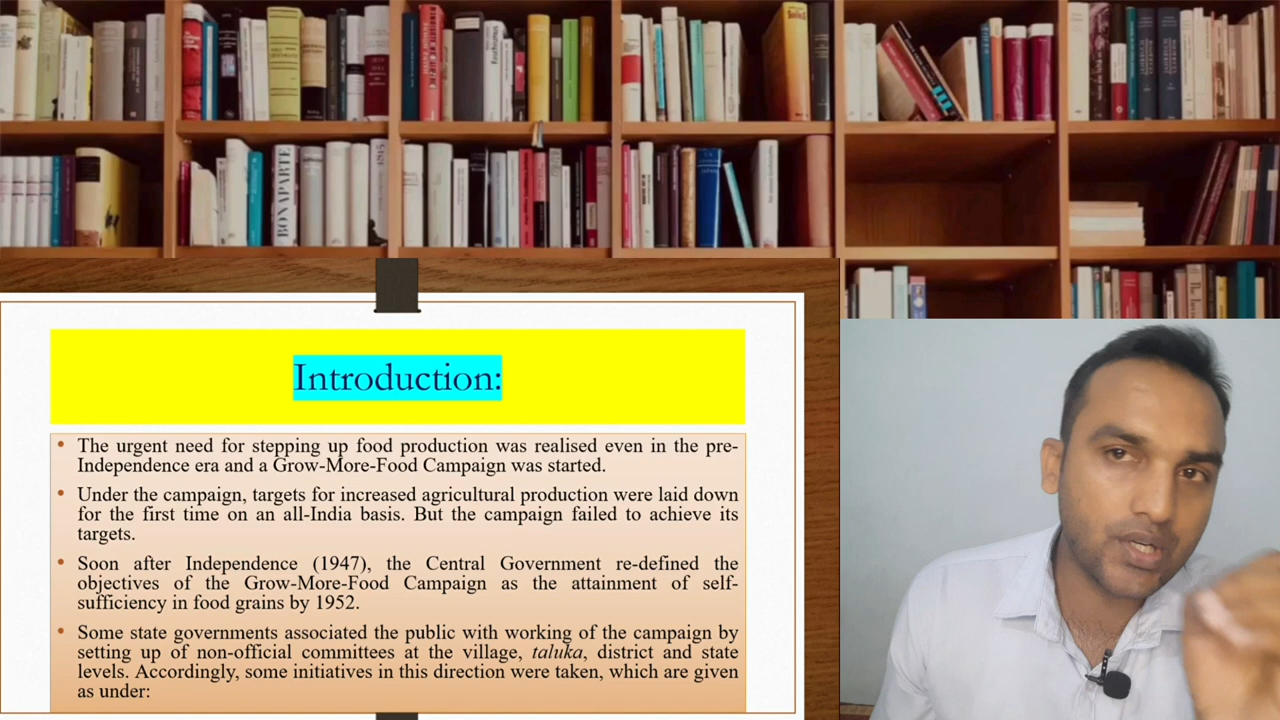 BONAPARTE
Introduction:
• The urgent need for stepping up food production was realised even in the pre-
Independence era and a Grow-More-Food Campaign was started.
• Under the campaign, targets for increased agricultural production were laid down
for the first time on an all-India basis. But the campaign failed to achieve its
targets.
• Soon after Independence (1947), the Central Government re-defined the
objectives of the Grow-More-Food Campaign as the attainment of self-
sufficiency in food grains by 1952.
• Some state governments associated the public with working of the campaign by
setting up of non-official committees at the village, taluka, district and state
levels. Accordingly, some initiatives in this direction were taken, which are given
as under: